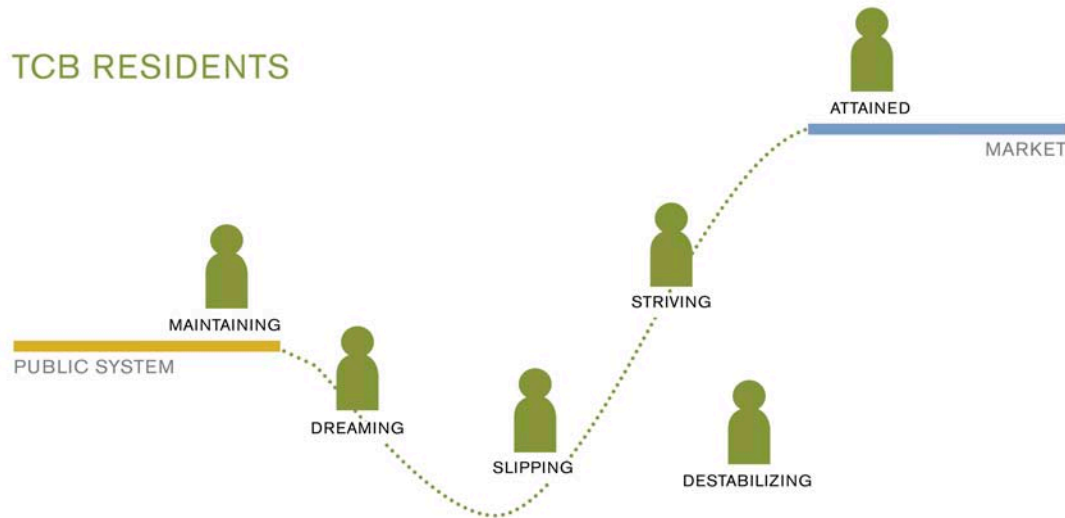 TCB RESIDENTS
ATTAINED
MARKET
STRIVING
MAINTAINING
PUBLIC SYSTEM
DREAMING
SLIPPING
DESTABILIZING